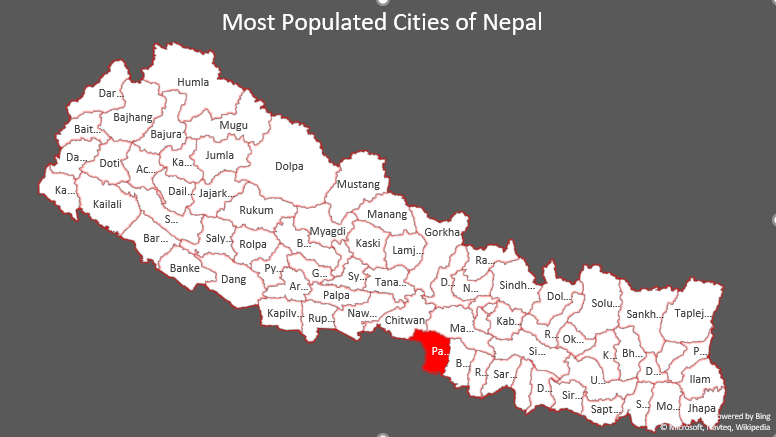 Most Populated Cities of Nepal
Humla
Dar...
Bajhang
Mugu
Bait...
Bajura
Da...
Doti
Ac...
Ka...
Jumla
Dolpa
Ka...
Kailali
Dail...
Jajark...
Mustang
S...
Rukum
Manang
Bar...
Saly...
Rolpa
B...
Myagdi
Kaski
Lamj...
Gorkha
Banke
Dang
Py...
G...
Sy...
Tana...
D...
Ra...
N...
Sindh...
Ar...
Palpa
Dol...
Solu...
Kapilv...
Rup...
Naw...
Chitwan
Ma...
Kab...
Sankh...
Taplej...
R...
Ok...
Pa...
Si...
K...
Bh...
P...
B...
R...
Sar...
U...
D...
Ilam
D...
Sir...
Sapt...
S...
Mo...
Jhapa
owered by Bing
© Microsoft, Navteq, Wikipedia